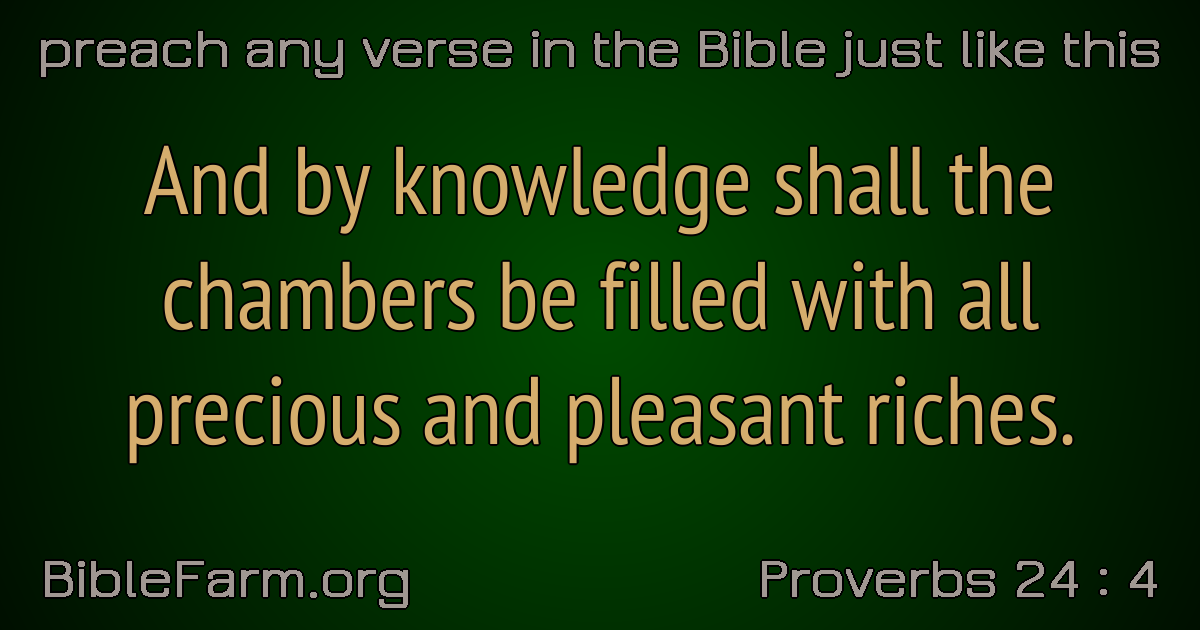 preach any verse in the Bible just like this
And by knowledge shall the
chambers be filled with all
precious and pleasant riches.
BibleFarm.org
Proverbs 24 : 4